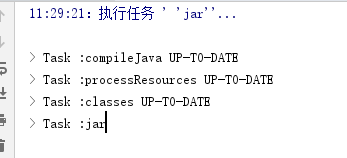 11:29:21: 执行任务 ' 'jar''...
> Task :compileJava UP-TO-DATE
> Task :processResources UP-TO-DATE
> Task :classes UP-TO-DATE
> Task :jar